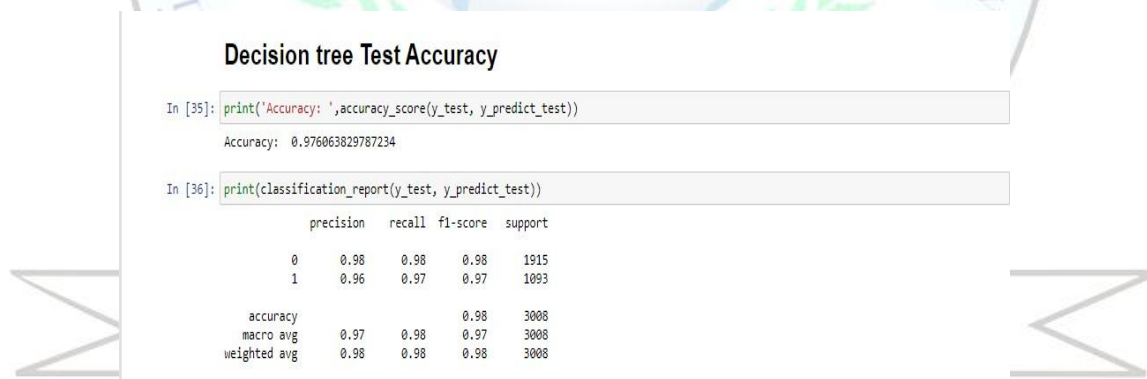 Decision tree Test Accuracy
In [35]: print('Accuracy: ',accuracy_score(y_test, y_predict_test))
Accuracy:  0.976063829787234
In [36]: print(classification_report(y_test, y_predict_test))
precision recall f1-score support
0 0.98 0.98 0.98 1915
1 0.96 0.97 0.97 1093
accuracy 0.98 3008
macro avg 0.97 0.98 0.97 3008
weighted avg 0.98 0.98 0.98 3008